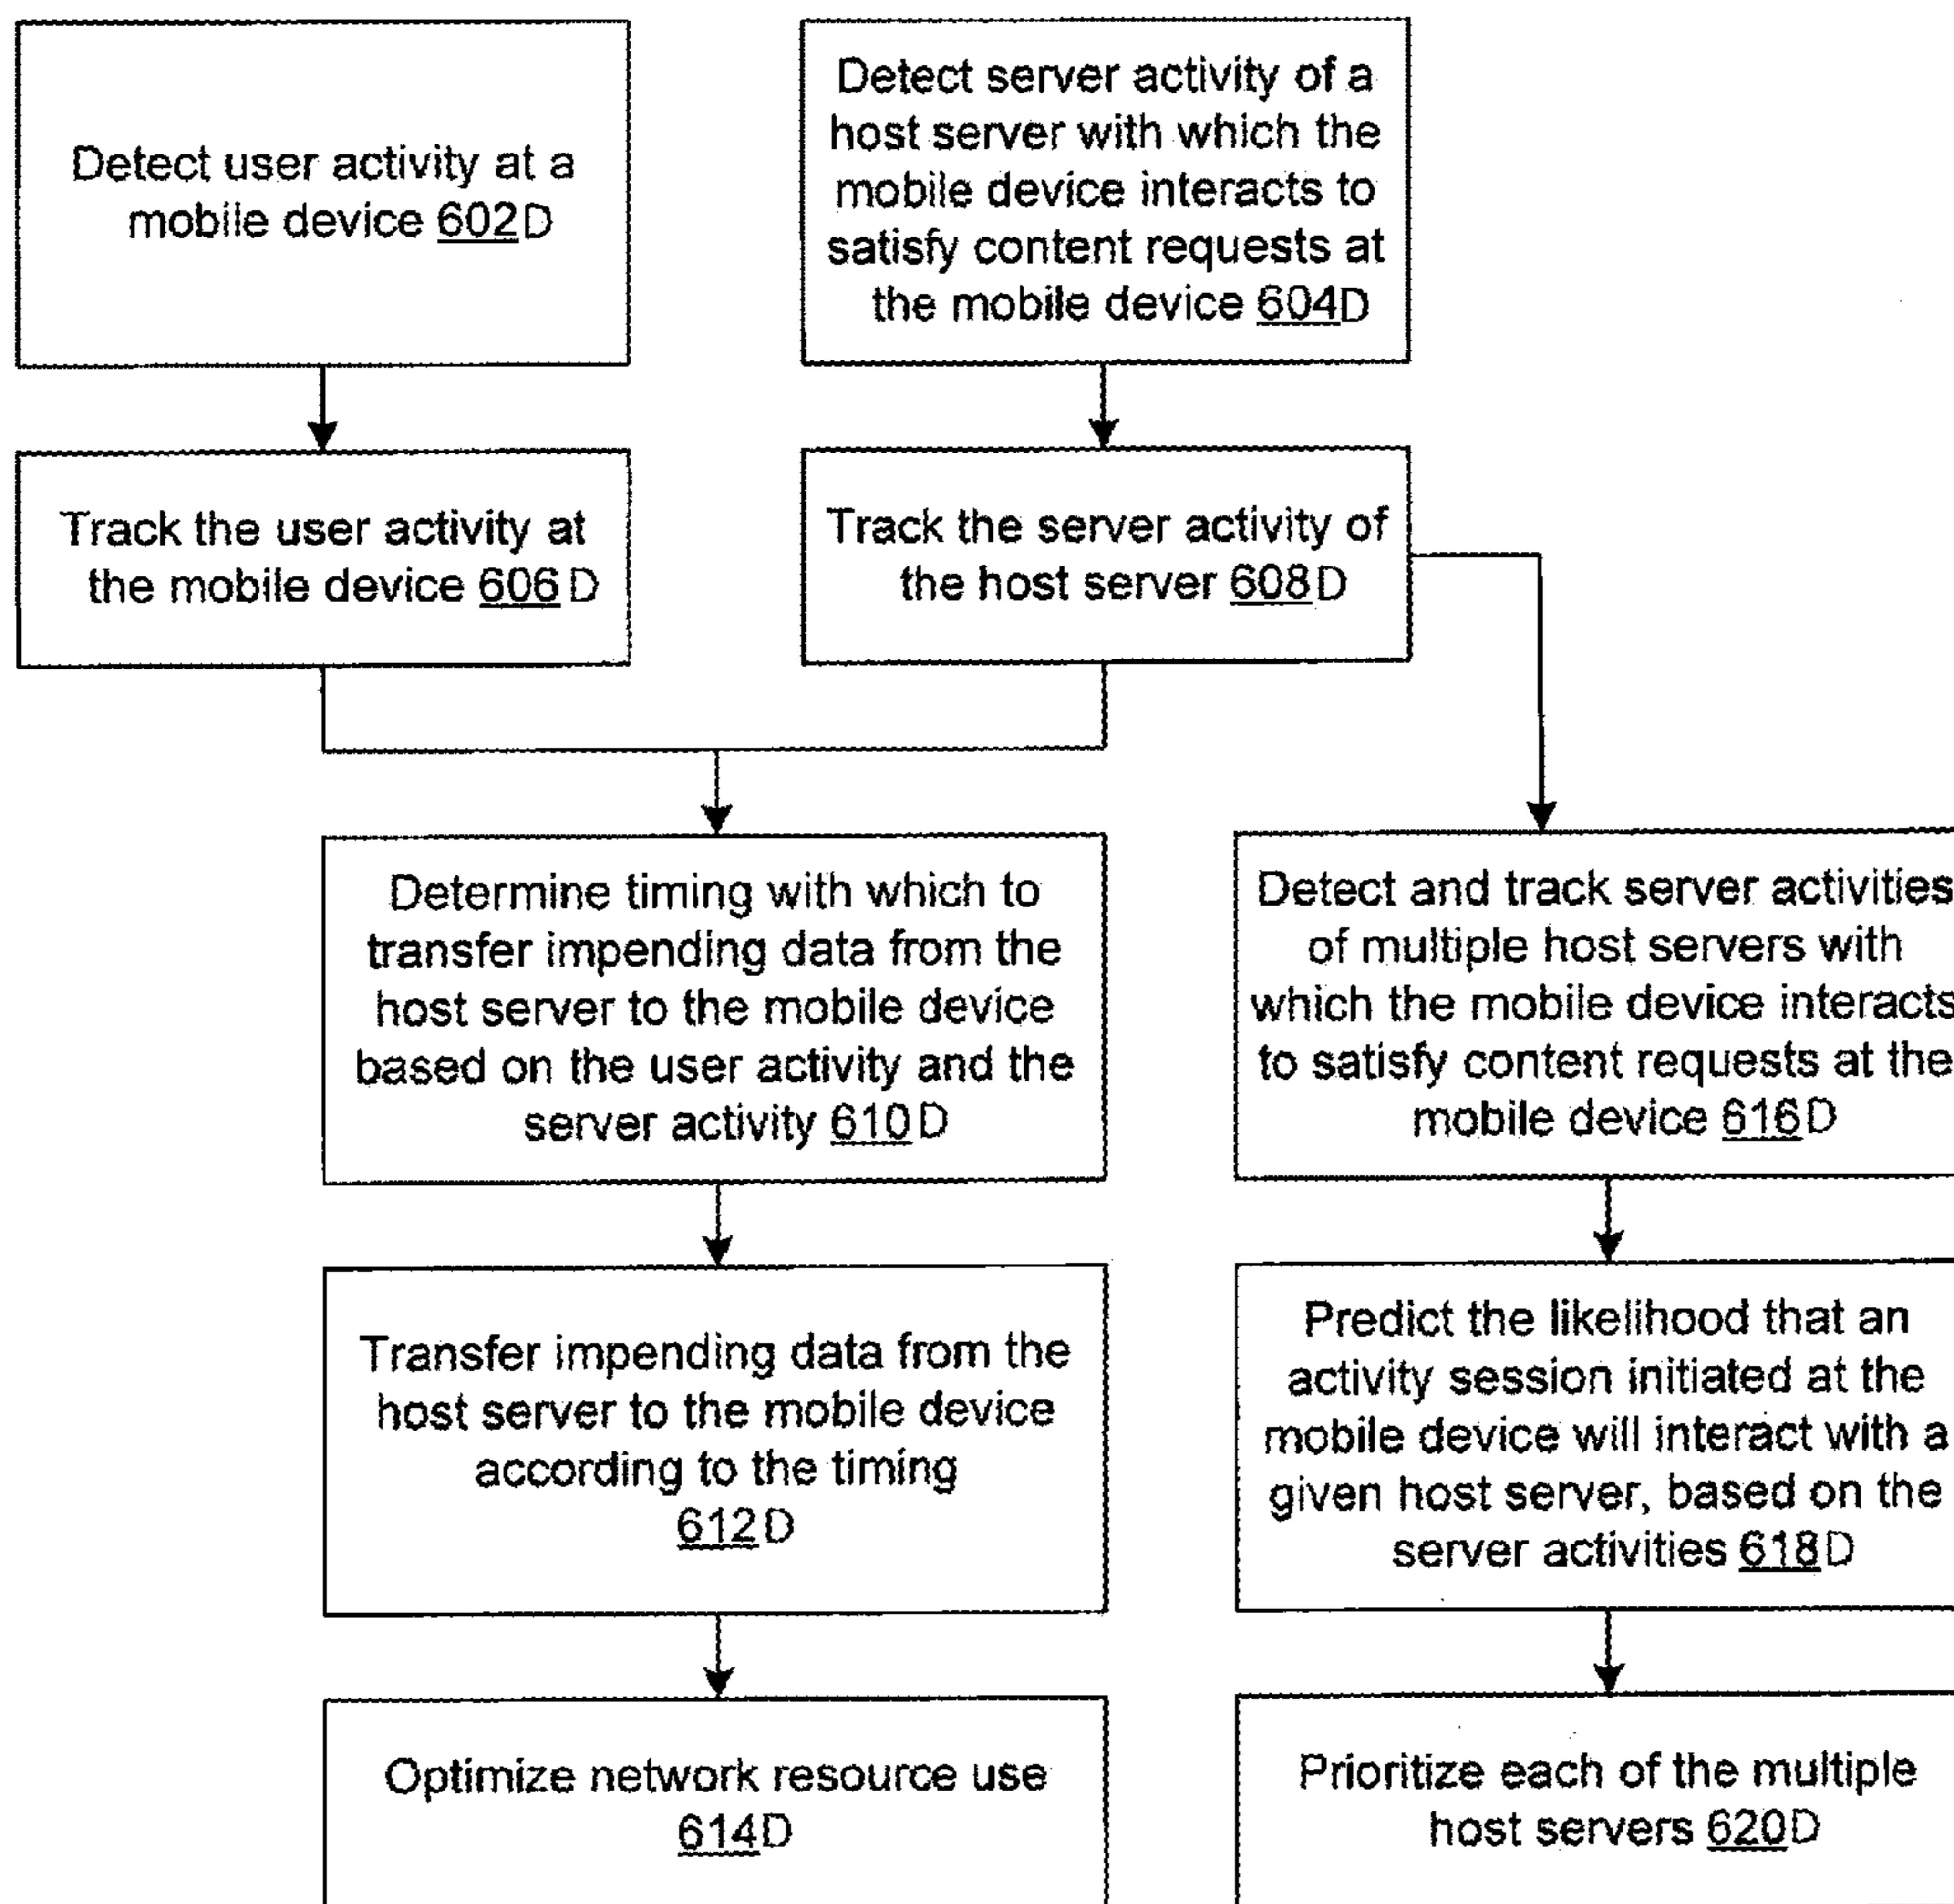 Detect user activity at a
mobile device 602D
Detect server activity of a
host server with which the
mobile device interacts to
satisfy content requests at
the mobile device 604D
Track the user activity at
the mobile device 606D
Track the server activity of
the host server 608D
Determine timing with which to
transfer impending data from the
host server to the mobile device
based on the user activity and the
server activity 610D
Detect and track server activities
of multiple host servers with
which the mobile device interacts
to satisfy content requests at the
mobile device 616D
Transfer impending data from the
host server to the mobile device
according to the timing
612D
Predict the likelihood that an
activity session initiated at the
mobile device will interact with a
given host server, based on the
server activities 618D
Optimize network resource use
614D
Prioritize each of the multiple
host servers 620D